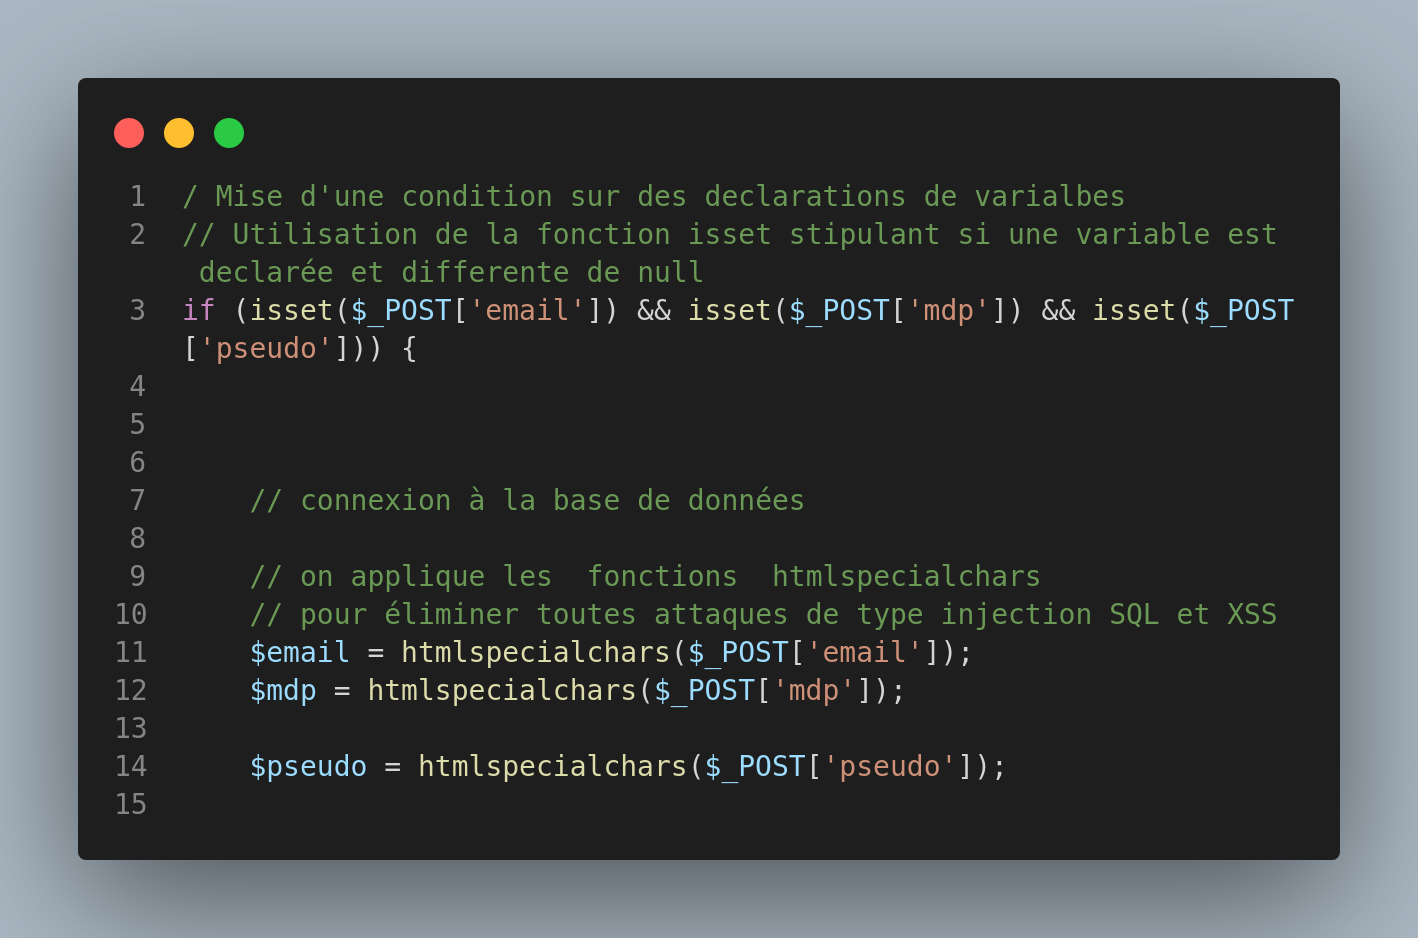 1 / Mise d'une condition sur des declarations de varialbes
2 // Utilisation de la fonction isset stipulant si une variable est
declarée et differente de null
3 if (isset($_POST['email']) && isset($_POST['mdp']) && isset($_POST
['pseudo'])) {
4
5
6
7 // connexion à la base de données
8
9 // on applique les  fonctions  htmlspecialchars
10 // pour éliminer toutes attaques de type injection SQL et XSS
11 $email = htmlspecialchars($_POST['email']);
12 $mdp = htmlspecialchars($_POST['mdp']);
13
14 $pseudo = htmlspecialchars($_POST['pseudo']);
15